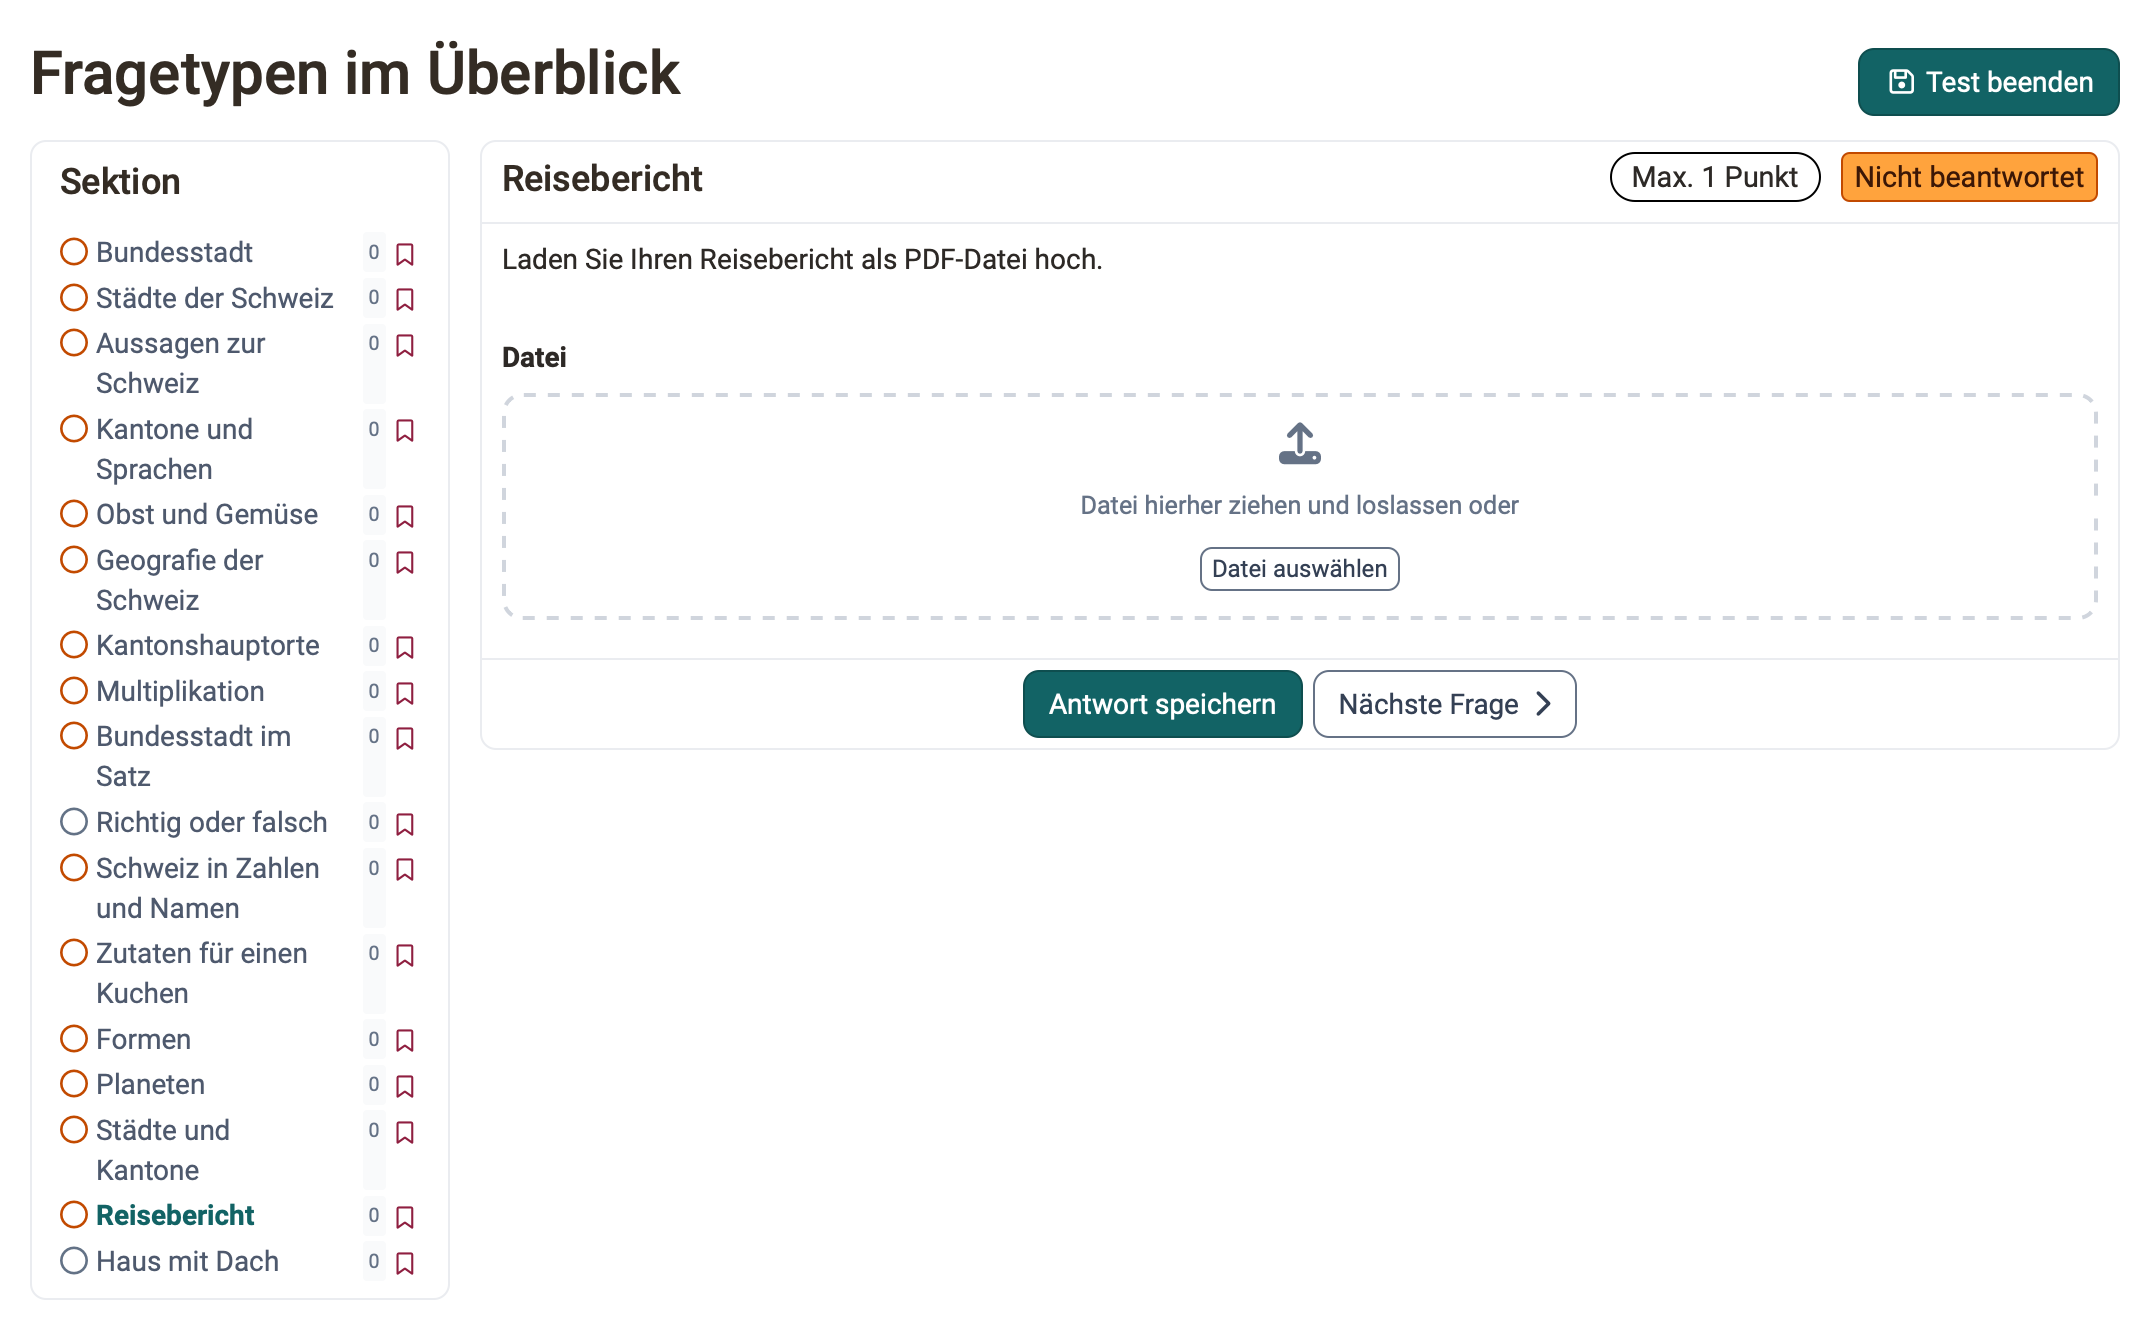 Fragetypen im Überblick
Test beenden
Sektion
Bundesstadt 0
Städte der Schweiz 0
Aussagen zur 0
Schweiz
Kantone und 0
Sprachen
Obst und Gemüse 0
Geografie der 0
Schweiz
Kantonshauptorte 0
Multiplikation 0
Bundesstadt im 0
Satz
Richtig oder falsch 0
Schweiz in Zahlen 0
und Namen
Zutaten für einen 0
Kuchen
Formen 0
Planeten 0
Städte und 0
Kantone
Reisebericht 0
Haus mit Dach 0
Reisebericht
Max. 1 Punkt
Nicht beantwortet
Laden Sie Ihren Reisebericht als PDF-Datei hoch.
Datei
Datei hierher ziehen und loslassen oder
Datei auswählen
Antwort speichern
Nächste Frage